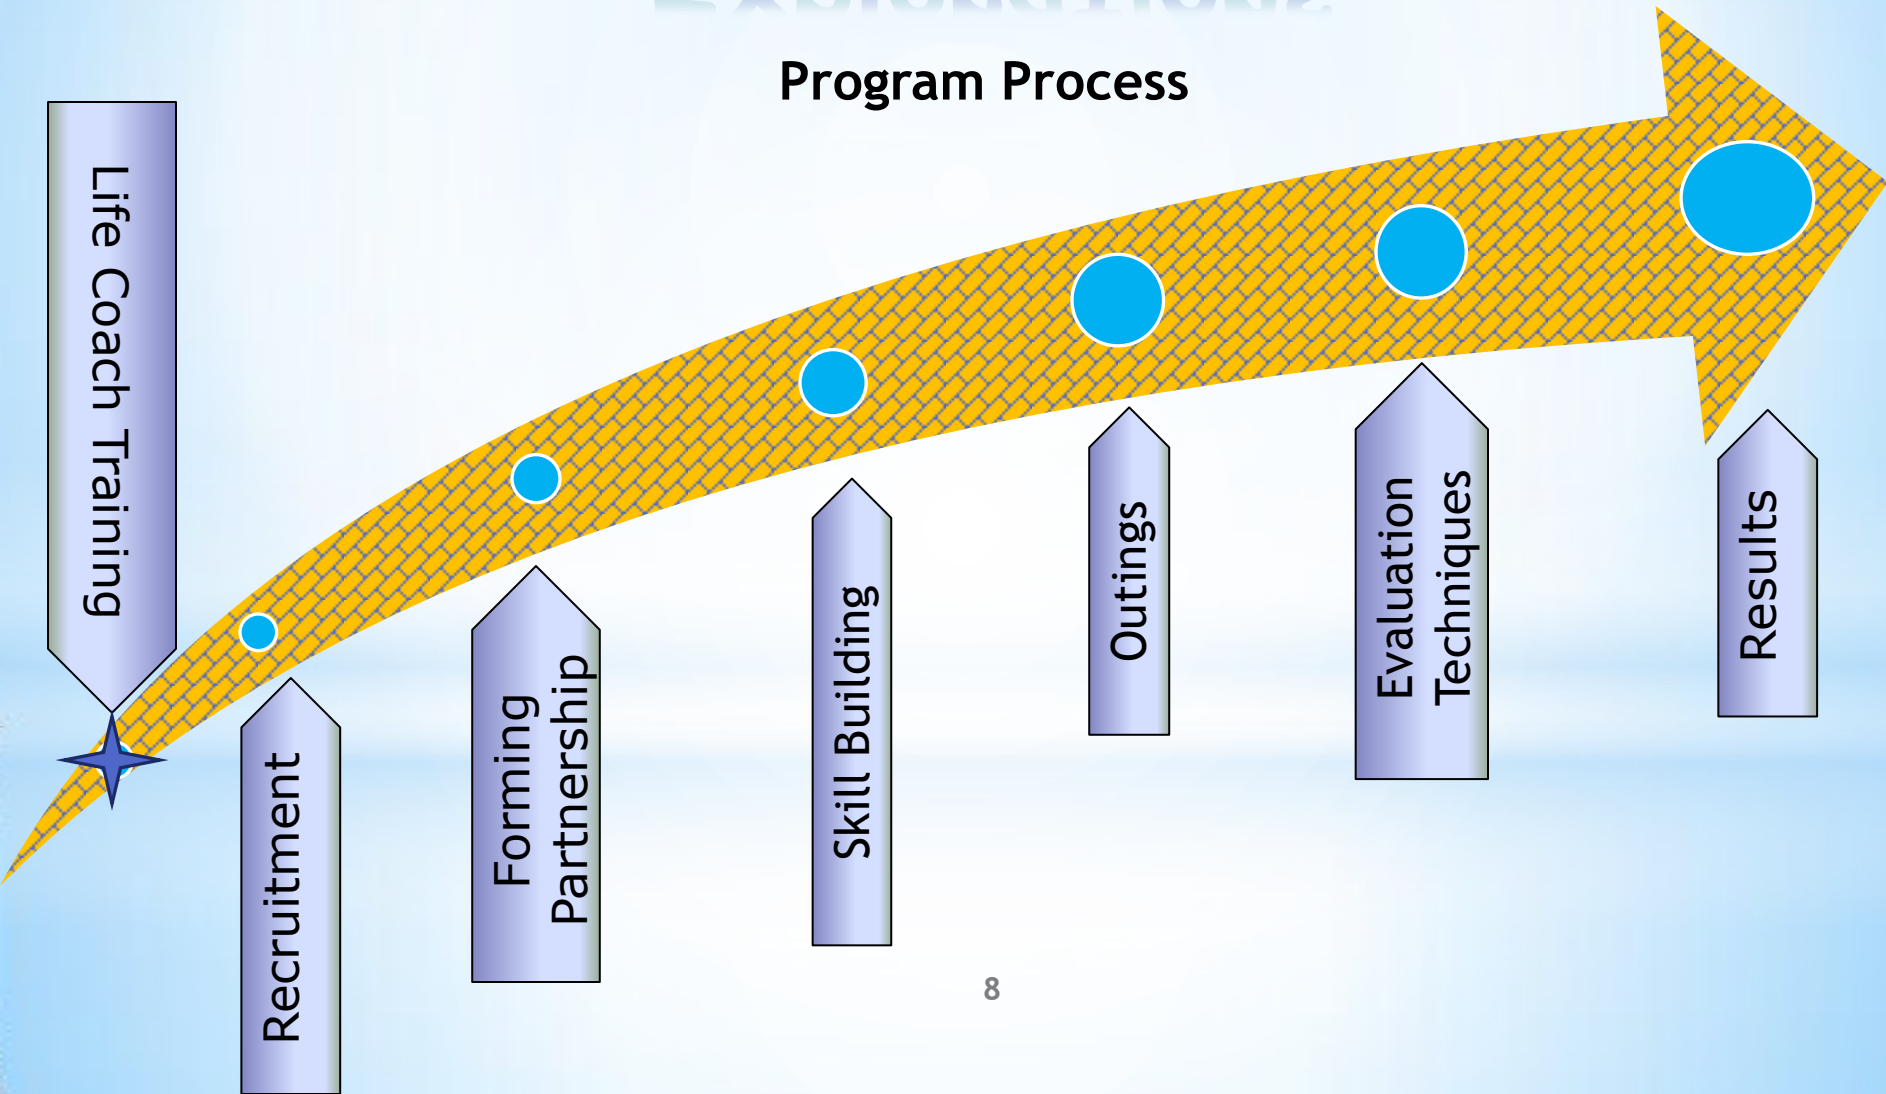 Program Process
Life Coach Training
Recruitment
Forming
Partnership
Skill Building
Outings
Evaluation
Techniques
Results
8